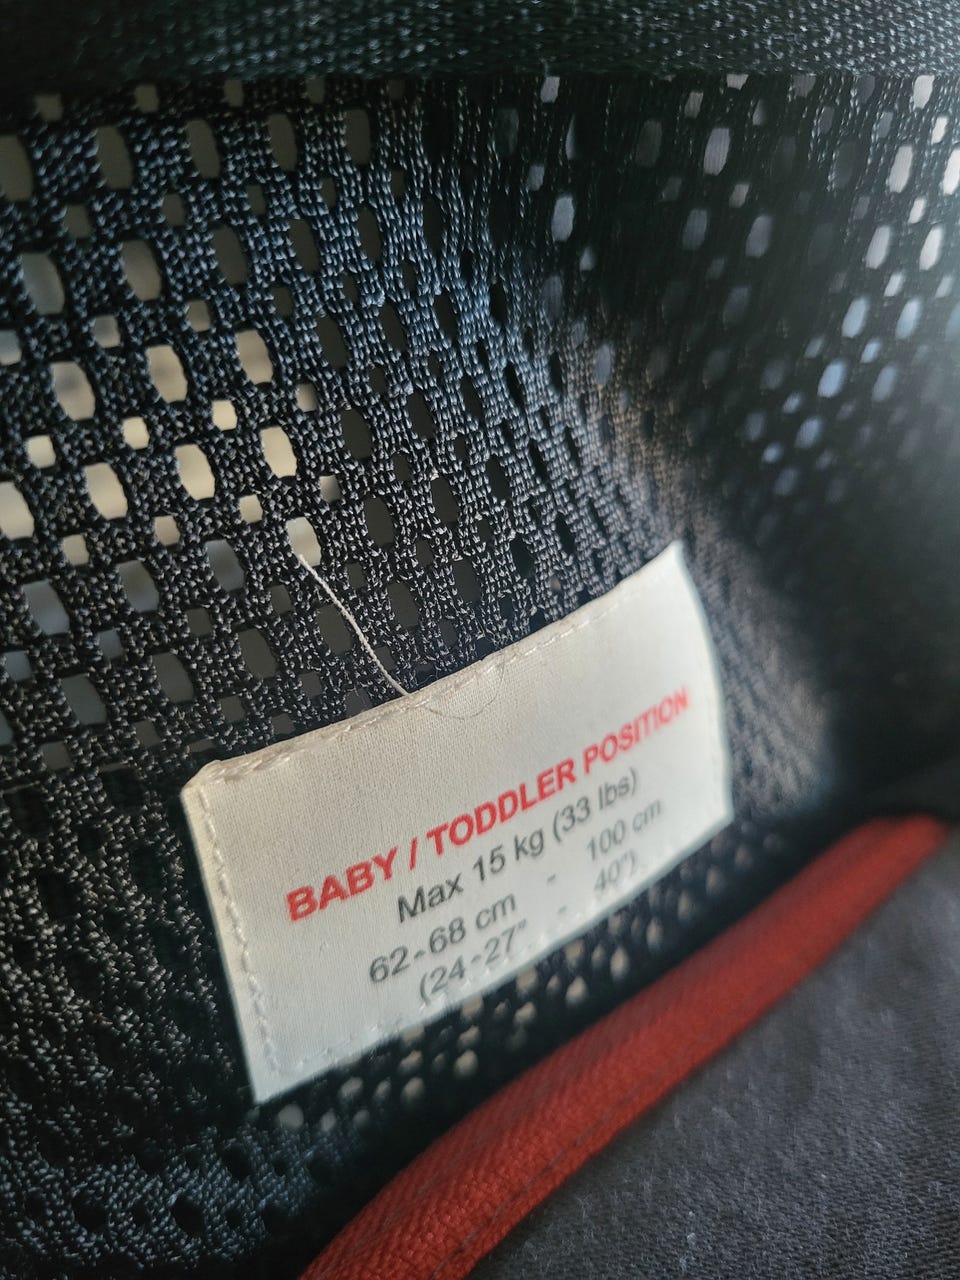 BABY / TODDLER POSITION
Max 15 kg (33 lbs)
62-68 cm - 100 cm
(24-27" - 40")